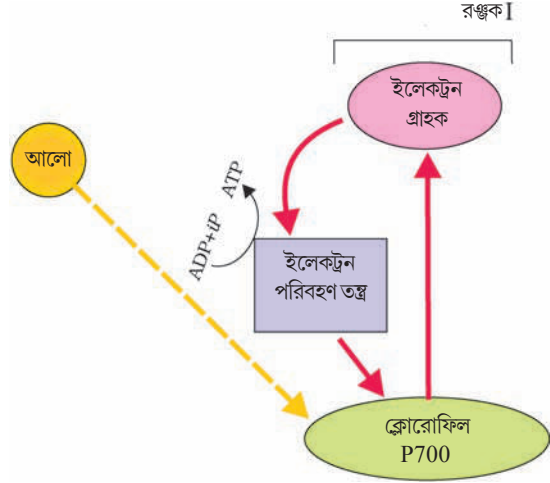 রঞ্জক I
ইলেকট্রন
গ্রাহক
আলো
ADP+iP
ATP
ইলেকট্রন
পরিবহণ তন্ত্র
ক্লোরোফিল
P700